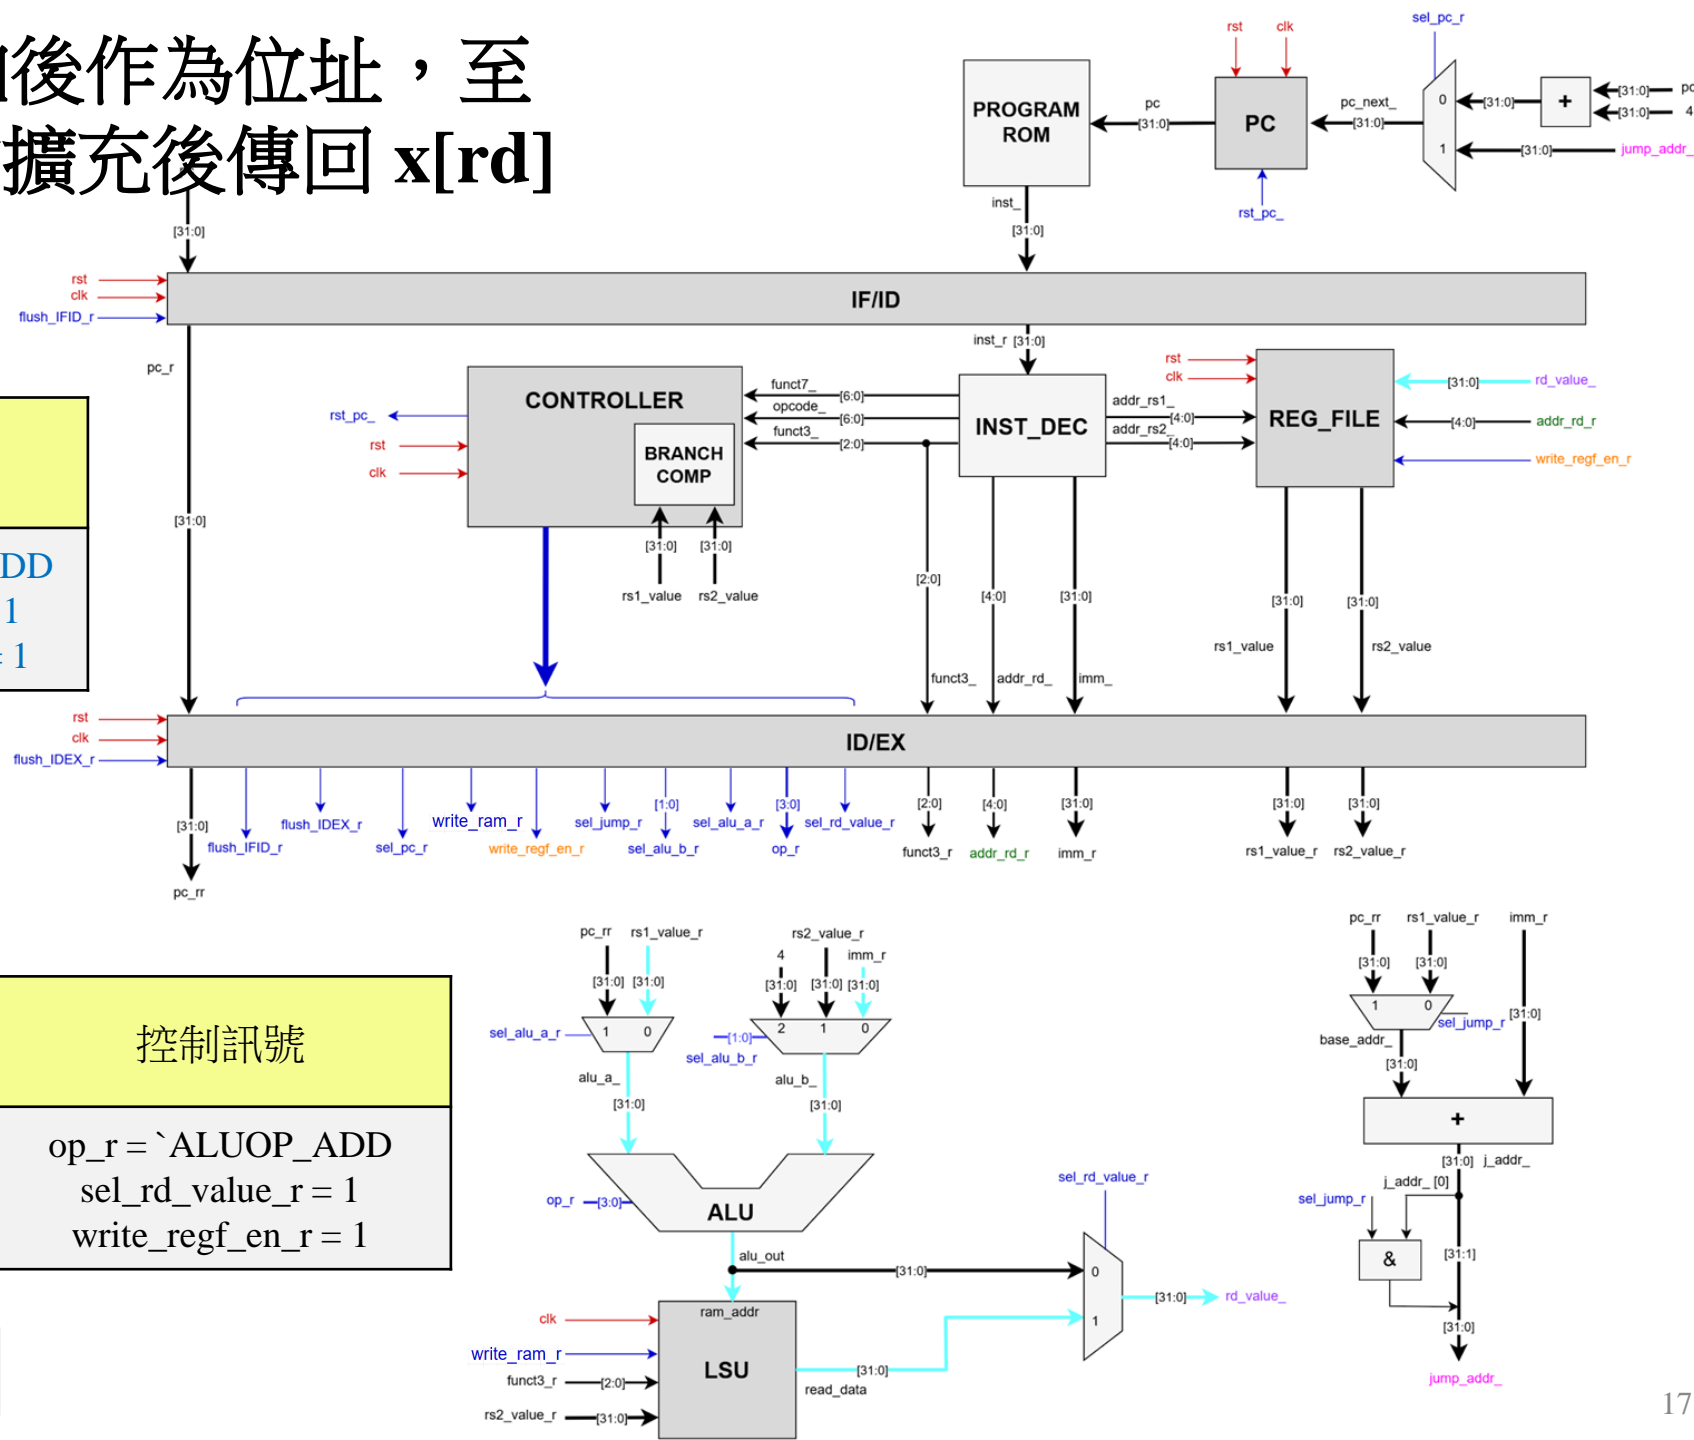 後作為位址，至
擴充後傳回 x[rd]
rst
clk
sel_pc_r
PROGRAM
ROM
pc
[31:0]
PC
pc_next_
[31:0]
0
1
[31:0]
+
[31:0]
[31:0]
4
[31:0]
jump_addr_
rst_pc_
inst_
[31:0]
[31:0]
rst
clk
flush_IFID_r
IF/ID
pc_r
[31:0]
inst_r [31:0]
CONTROLLER
BRANCH
COMP
rst_pc_
rst
clk
funct7_
[6:0]
opcode_
[6:0]
funct3_
[2:0]
INST_DEC
addr_rs1_
[4:0]
addr_rs2_
[4:0]
rst
clk
REG_FILE
[31:0]
rd_value_
[4:0]
addr_rd_r
write_regf_en_r
[31:0]
[31:0]
rs1_value
rs2_value
[2:0]
[4:0]
[31:0]
[31:0]
[31:0]
rs1_value
rs2_value
funct3_
addr_rd_
imm_
DD
1
= 1
rst
clk
flush_IDEX_r
ID/EX
[31:0]
pc_rr
flush_IFID_r
flush_IDEX_r
sel_pc_r
write_ram_r
write_regf_en_r
sel_jump_r
[1:0]
sel_alu_b_r
sel_alu_a_r
[3:0]
op_r
sel_rd_value_r
[2:0]
funct3_r
[4:0]
addr_rd_r
[31:0]
imm_r
[31:0]
rs1_value_r
[31:0]
rs2_value_r
控制訊號
op_r = `ALUOP_ADD
sel_rd_value_r = 1
write_regf_en_r = 1
pc_rr
rs1_value_r
[31:0]
[31:0]
sel_alu_a_r
1
0
alu_a_
[31:0]
4
rs2_value_r
imm_r
[31:0]
[31:0]
[31:0]
[1:0]
sel_alu_b_r
2
1
0
alu_b_
[31:0]
op_r
[3:0]
ALU
alu_out
[31:0]
sel_rd_value_r
0
1
[31:0]
rd_value_
clk
write_ram_r
funct3_r
[2:0]
rs2_value_r
[31:0]
ram_addr
LSU
[31:0]
read_data
pc_rr
rs1_value_r
imm_r
[31:0]
[31:0]
1
0
sel_jump_r
[31:0]
base_addr_
[31:0]
+
[31:0]
j_addr_
j_addr_ [0]
sel_jump_r
&
[31:1]
[31:0]
jump_addr_
17